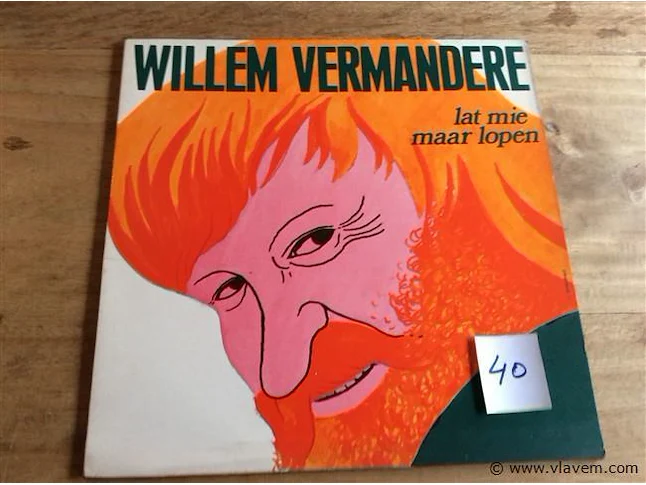 WILLEM VERMANDERE
lat mie
maar lopen
40
© www.vlavem.com